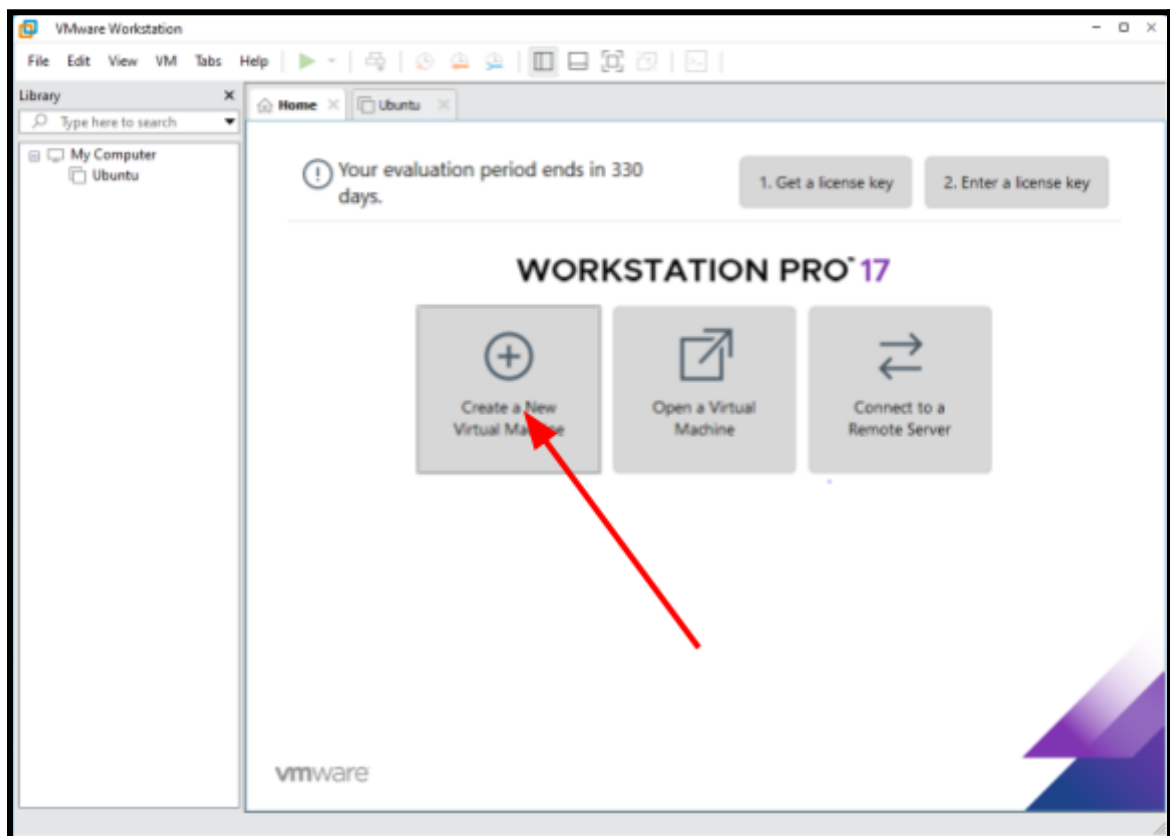 VMware Workstation
File Edit View VM Tabs Help
Library
Type here to search
My Computer
Ubuntu
Home
Ubuntu
Your evaluation period ends in 330
days.
1. Get a license key
2. Enter a license key
WORKSTATION PRO™ 17
Create a New
Virtual Machine
Open a Virtual
Machine
Connect to a
Remote Server
vmware